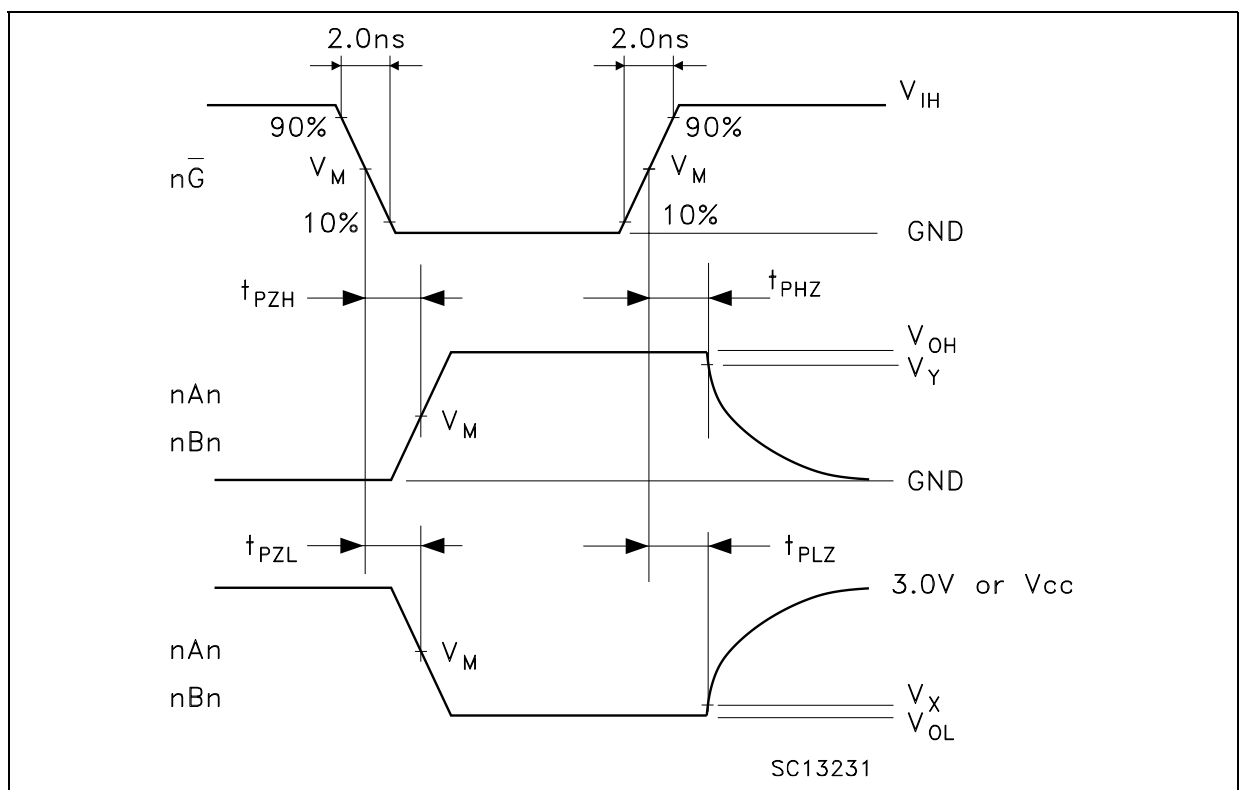 2.0ns 2.0ns
V_IH
90% 90%
nG̅ V_M V_M
10% 10%
GND
t_PZH t_PHZ
V_OH
V_Y
nAn
V_M
nBn
GND
t_PZL t_PLZ
3.0V or Vcc
nAn V_M
nBn
V_X
V_OL
SC13231